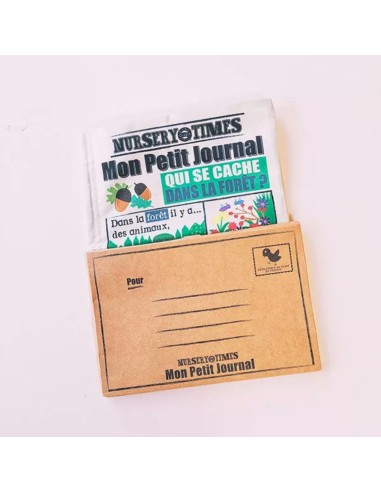 NURSERY TIMES
Mon Petit Journal
QUI SE CACHE
DANS LA FORÊT ?
Dans la forêt il y a...
des animaux,
Pour
NURSERY TIMES
Mon Petit Journal